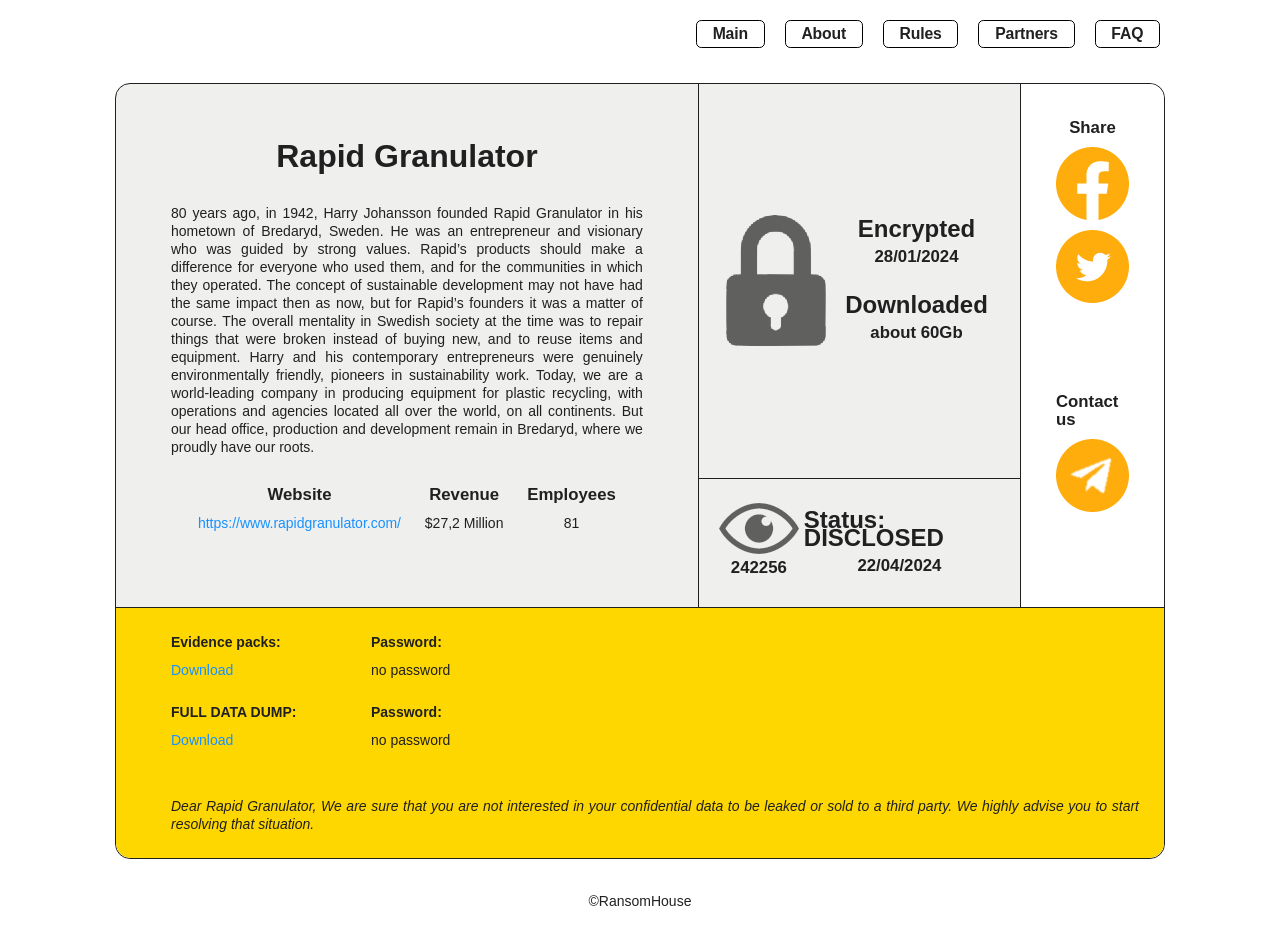 Main
About
Rules
Partners
FAQ
Rapid Granulator
80 years ago, in 1942, Harry Johansson founded Rapid Granulator in his
hometown of Bredaryd, Sweden. He was an entrepreneur and visionary
who was guided by strong values. Rapid’s products should make a
difference for everyone who used them, and for the communities in which
they operated. The concept of sustainable development may not have had
the same impact then as now, but for Rapid’s founders it was a matter of
course. The overall mentality in Swedish society at the time was to repair
things that were broken instead of buying new, and to reuse items and
equipment. Harry and his contemporary entrepreneurs were genuinely
environmentally friendly, pioneers in sustainability work. Today, we are a
world-leading company in producing equipment for plastic recycling, with
operations and agencies located all over the world, on all continents. But
our head office, production and development remain in Bredaryd, where we
proudly have our roots.
Website Revenue Employees
https://www.rapidgranulator.com/ $27,2 Million 81
Encrypted
28/01/2024
Downloaded
about 60Gb
Status:
DISCLOSED
242256 22/04/2024
Share
Contact
us
Evidence packs: Password:
Download no password
FULL DATA DUMP: Password:
Download no password
Dear Rapid Granulator, We are sure that you are not interested in your confidential data to be leaked or sold to a third party. We highly advise you to start
resolving that situation.
©RansomHouse